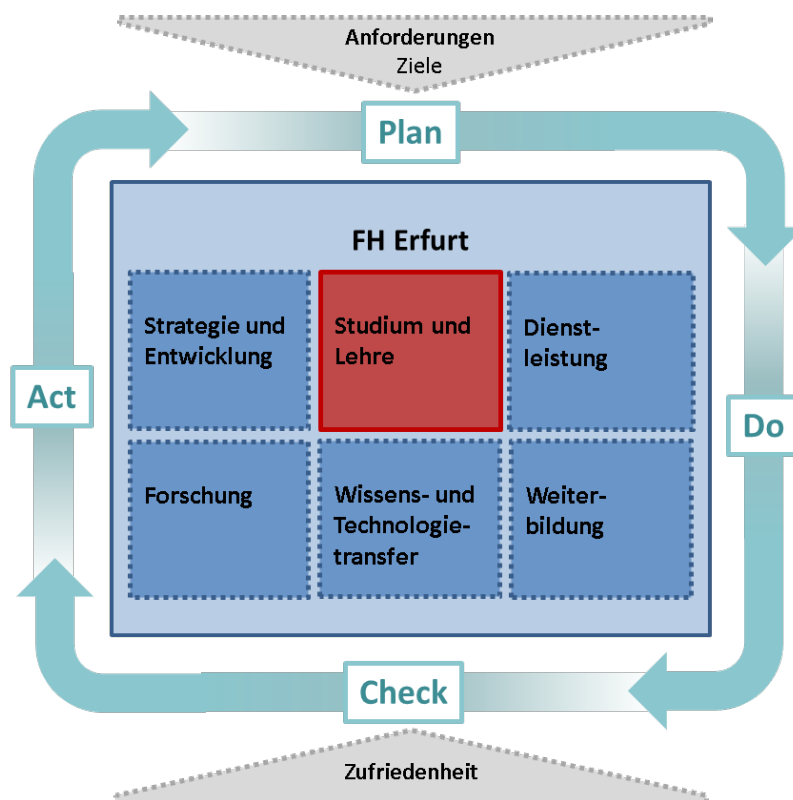 Anforderungen
Ziele
Plan
FH Erfurt
Strategie und
Entwicklung
Studium und
Lehre
Dienst-
leistung
Act
Do
Forschung
Wissens- und
Technologie-
transfer
Weiter-
bildung
Check
Zufriedenheit